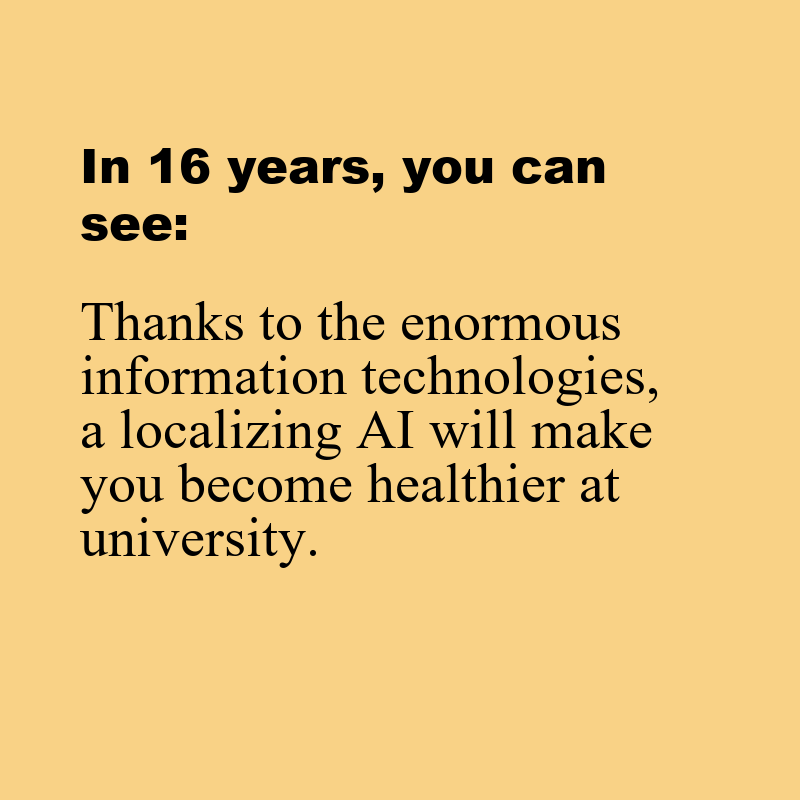 In 16 years, you can
see:
Thanks to the enormous
information technologies,
a localizing AI will make
you become healthier at
university.